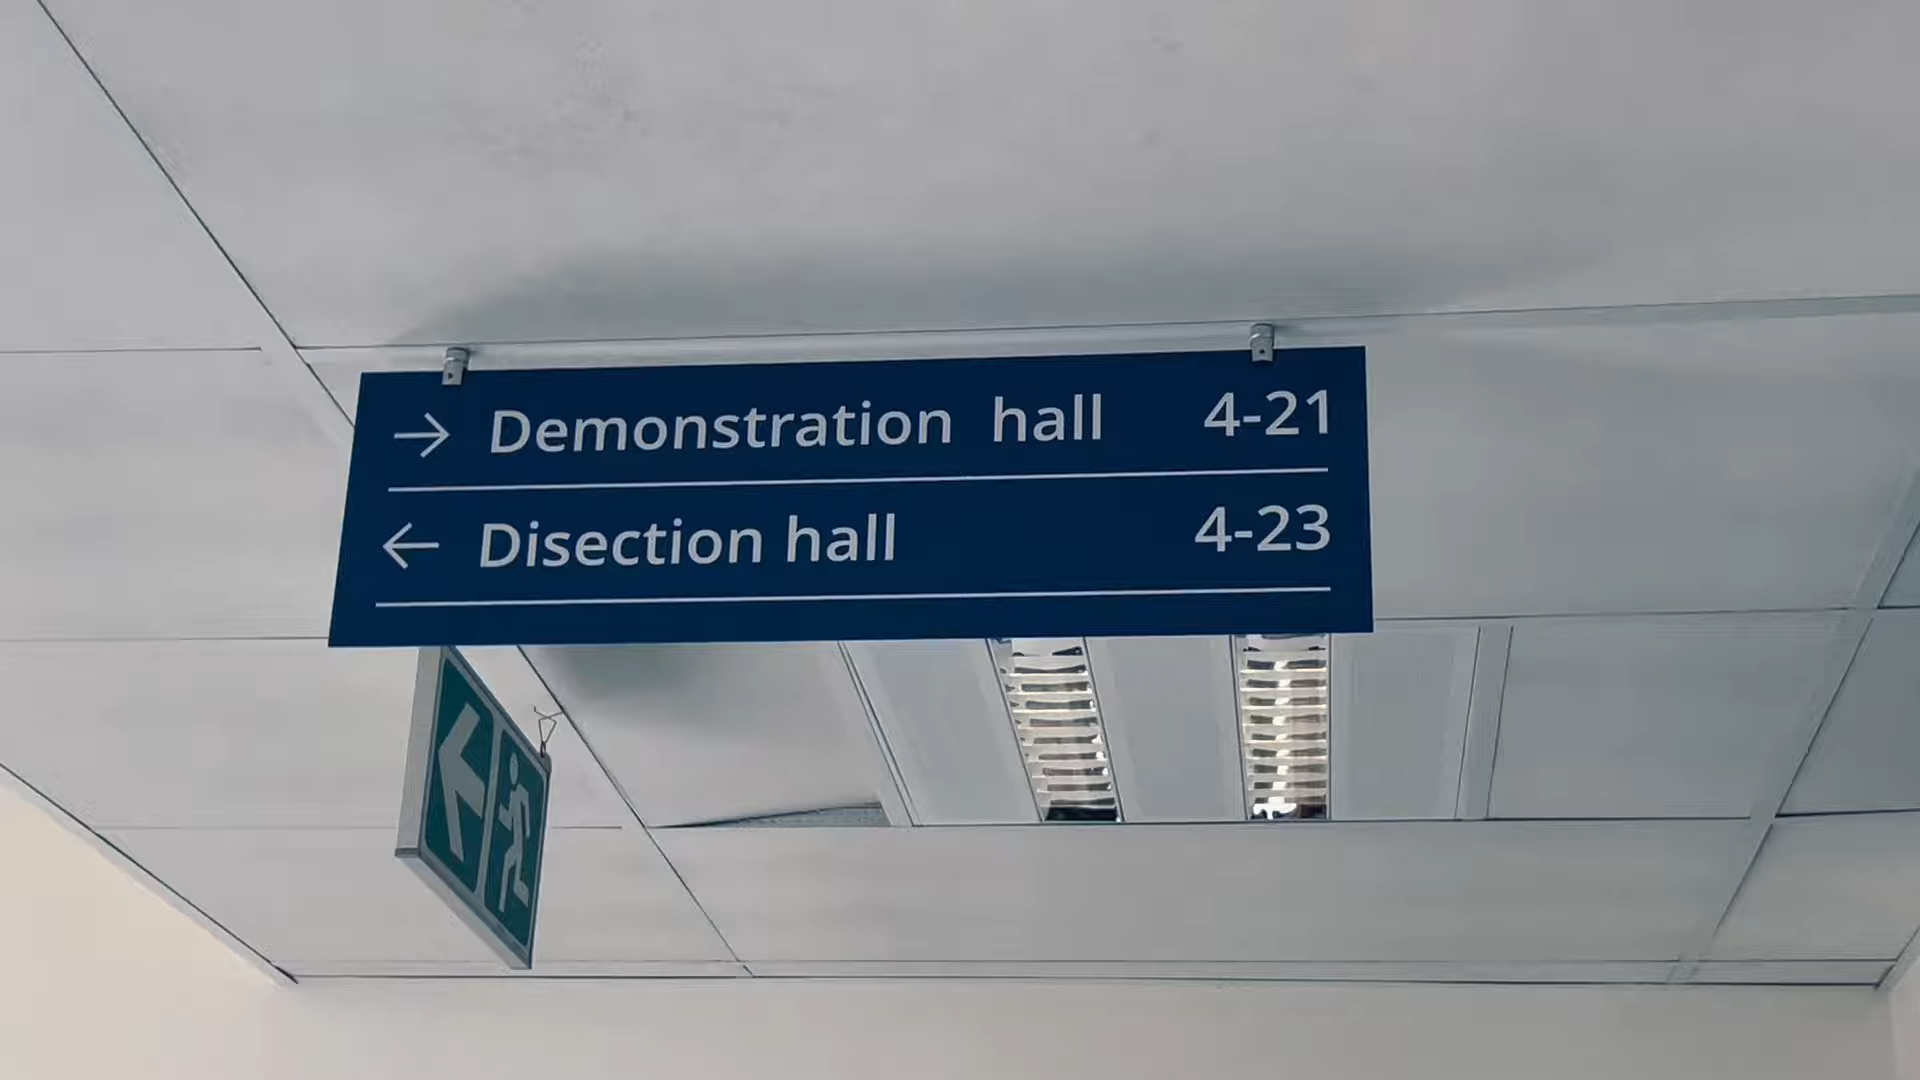 → Demonstration hall 4-21
← Disection hall 4-23